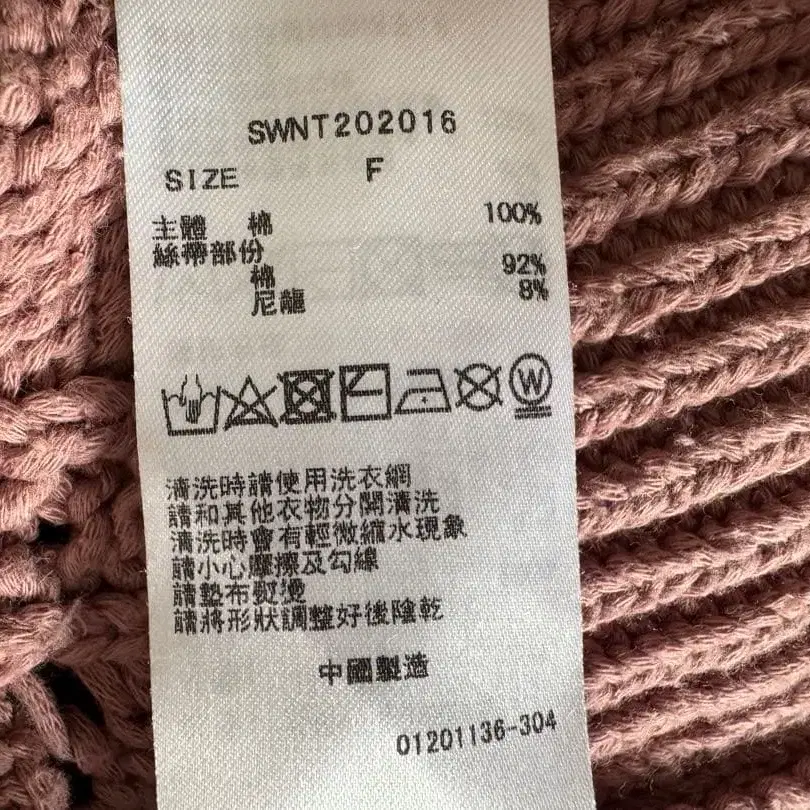 SWNT202016
SIZE F
主體 棉 100%
絲帶部份
棉 92%
尼龍 8%
W
清洗時請使用洗衣網
請和其他衣物分開清洗
清洗時會有輕微縮水現象
請小心摩擦及勾線
請墊布熨燙
請將形狀調整好後陰乾
中國製造
01201136-304